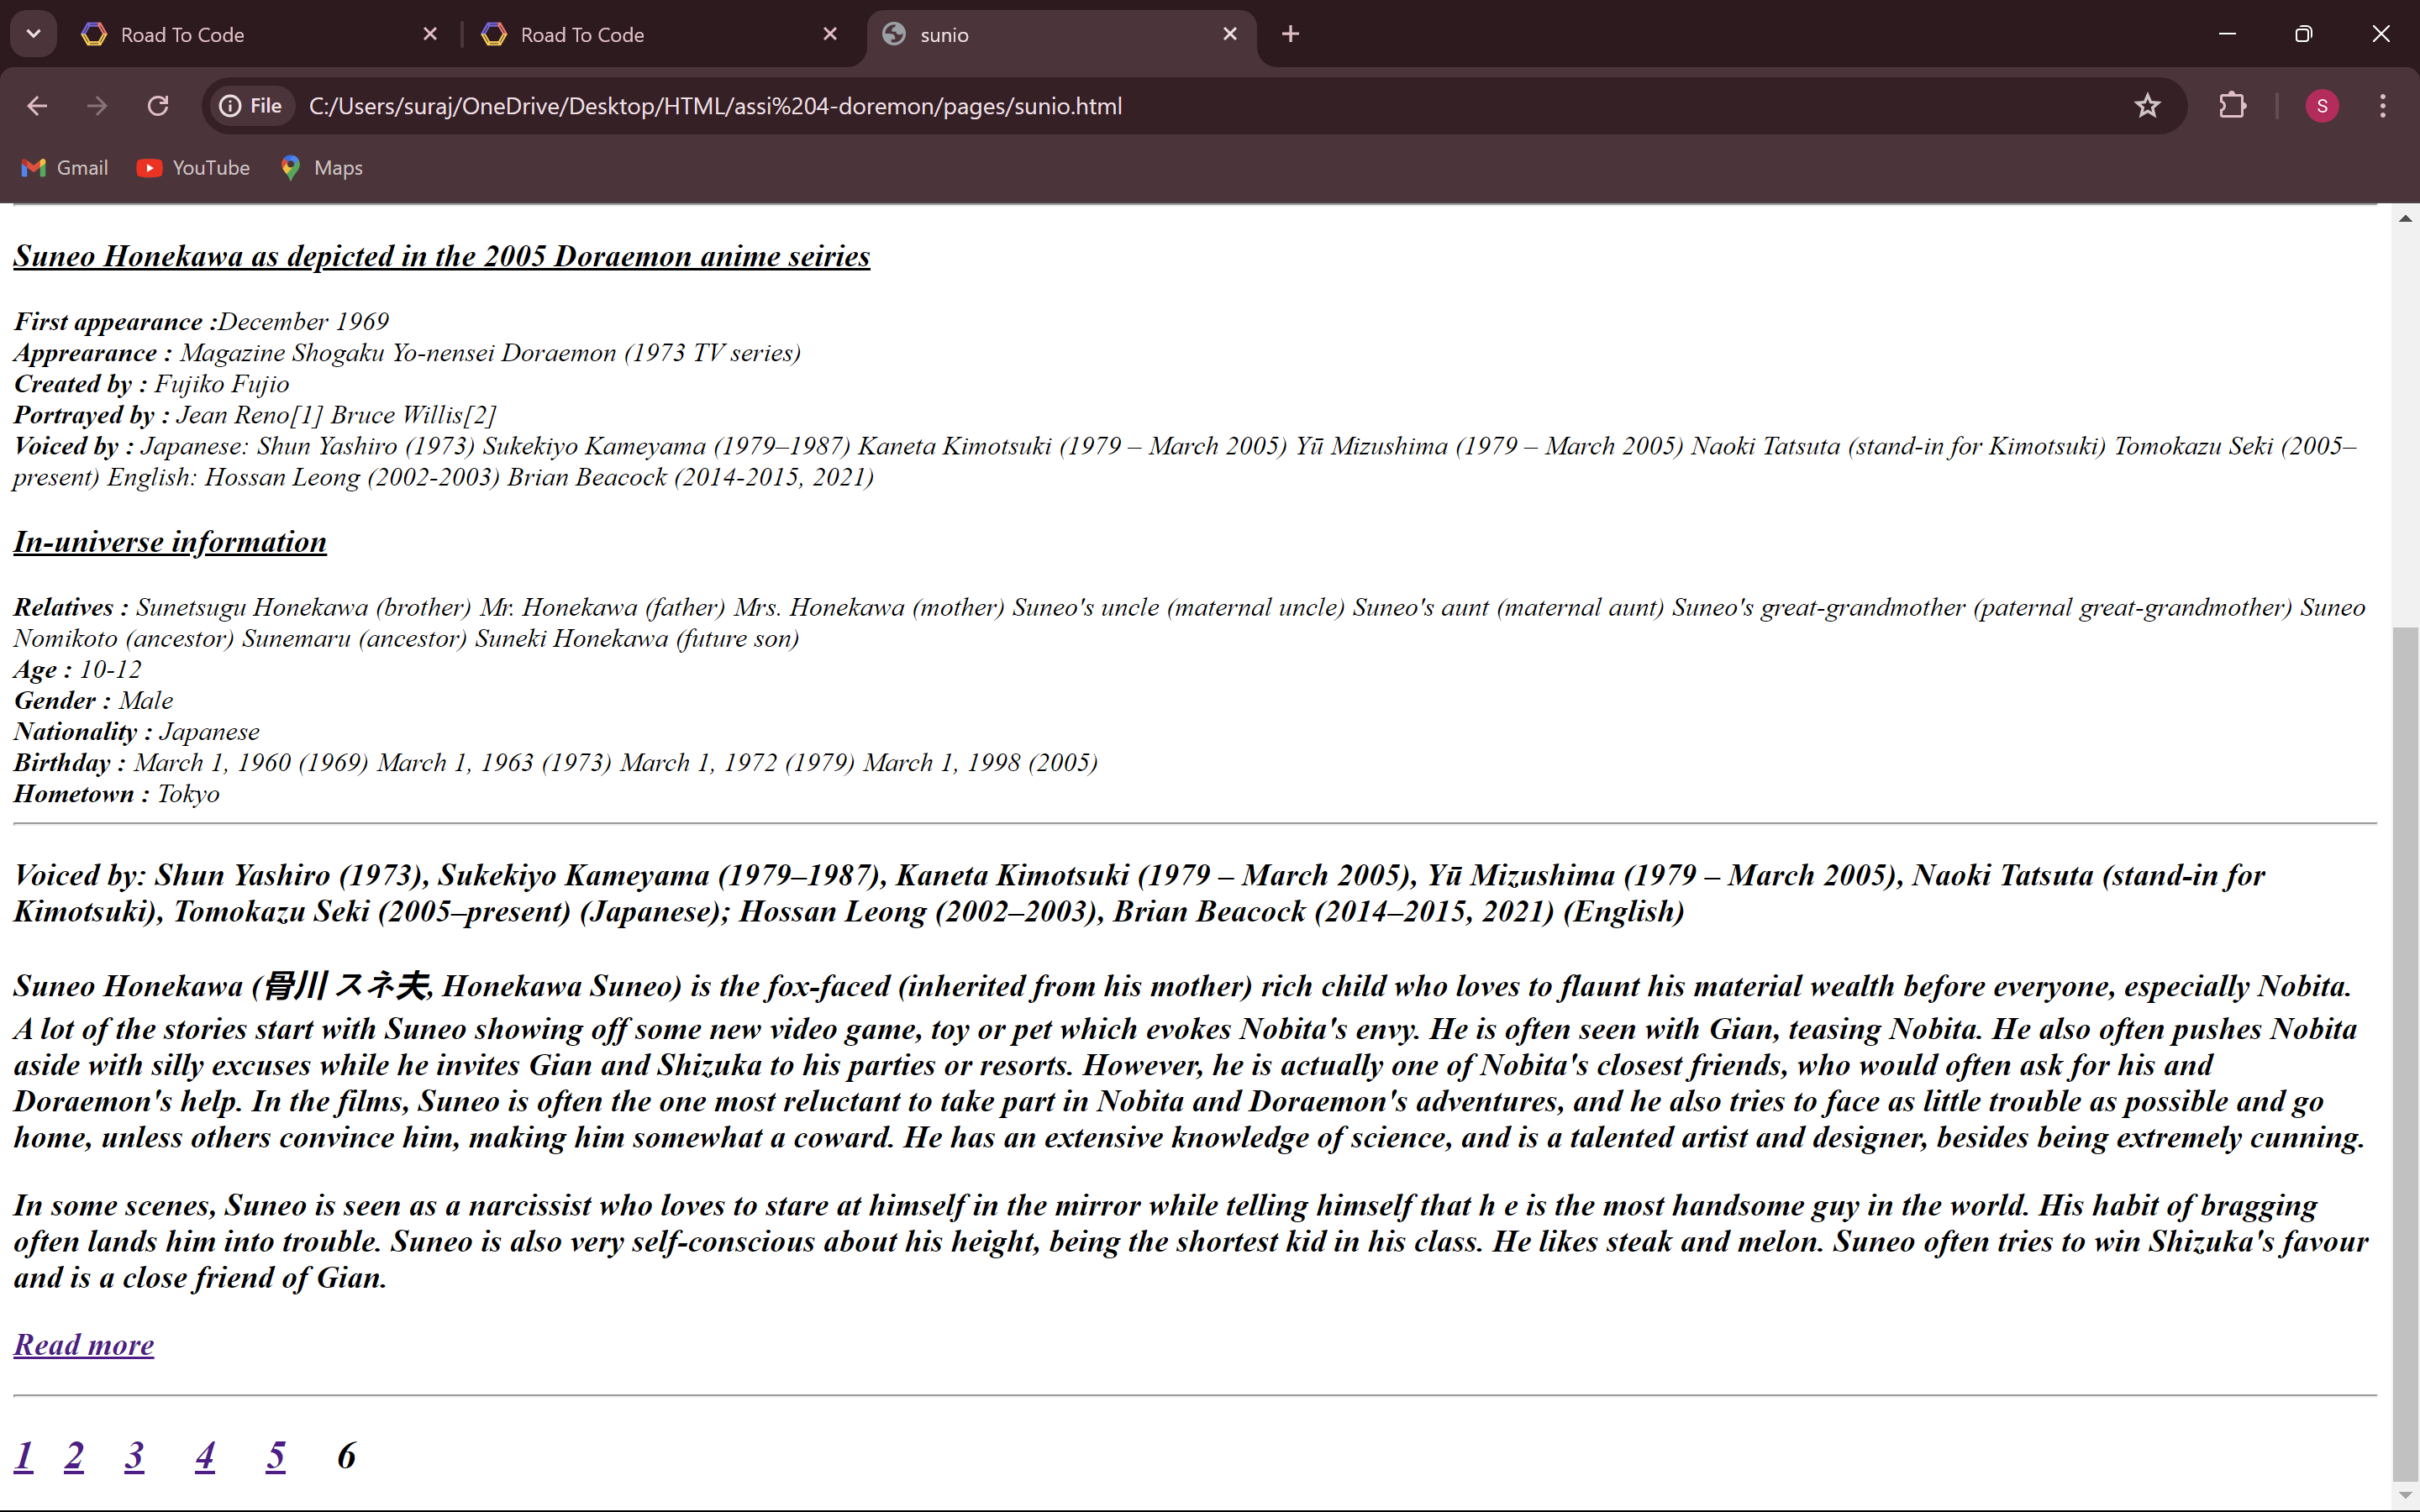 Road To Code
Road To Code
sunio
File
C:/Users/suraj/OneDrive/Desktop/HTML/assi%204-doremon/pages/sunio.html
S
Gmail
YouTube
Maps
Suneo Honekawa as depicted in the 2005 Doraemon anime seiries
First appearance :December 1969
Apprearance : Magazine Shogaku Yo-nensei Doraemon (1973 TV series)
Created by : Fujiko Fujio
Portrayed by : Jean Reno[1] Bruce Willis[2]
Voiced by : Japanese: Shun Yashiro (1973) Sukekiyo Kameyama (1979–1987) Kaneta Kimotsuki (1979 – March 2005) Yū Mizushima (1979 – March 2005) Naoki Tatsuta (stand-in for Kimotsuki) Tomokazu Seki (2005–
present) English: Hossan Leong (2002-2003) Brian Beacock (2014-2015, 2021)
In-universe information
Relatives : Sunetsugu Honekawa (brother) Mr. Honekawa (father) Mrs. Honekawa (mother) Suneo's uncle (maternal uncle) Suneo's aunt (maternal aunt) Suneo's great-grandmother (paternal great-grandmother) Suneo
Nomikoto (ancestor) Sunemaru (ancestor) Suneki Honekawa (future son)
Age : 10-12
Gender : Male
Nationality : Japanese
Birthday : March 1, 1960 (1969) March 1, 1963 (1973) March 1, 1972 (1979) March 1, 1998 (2005)
Hometown : Tokyo
Voiced by: Shun Yashiro (1973), Sukekiyo Kameyama (1979–1987), Kaneta Kimotsuki (1979 – March 2005), Yū Mizushima (1979 – March 2005), Naoki Tatsuta (stand-in for
Kimotsuki), Tomokazu Seki (2005–present) (Japanese); Hossan Leong (2002–2003), Brian Beacock (2014–2015, 2021) (English)
Suneo Honekawa (骨川 スネ夫, Honekawa Suneo) is the fox-faced (inherited from his mother) rich child who loves to flaunt his material wealth before everyone, especially Nobita.
A lot of the stories start with Suneo showing off some new video game, toy or pet which evokes Nobita's envy. He is often seen with Gian, teasing Nobita. He also often pushes Nobita
aside with silly excuses while he invites Gian and Shizuka to his parties or resorts. However, he is actually one of Nobita's closest friends, who would often ask for his and
Doraemon's help. In the films, Suneo is often the one most reluctant to take part in Nobita and Doraemon's adventures, and he also tries to face as little trouble as possible and go
home, unless others convince him, making him somewhat a coward. He has an extensive knowledge of science, and is a talented artist and designer, besides being extremely cunning.
In some scenes, Suneo is seen as a narcissist who loves to stare at himself in the mirror while telling himself that h e is the most handsome guy in the world. His habit of bragging
often lands him into trouble. Suneo is also very self-conscious about his height, being the shortest kid in his class. He likes steak and melon. Suneo often tries to win Shizuka's favour
and is a close friend of Gian.
Read more
1 2 3 4 5 6